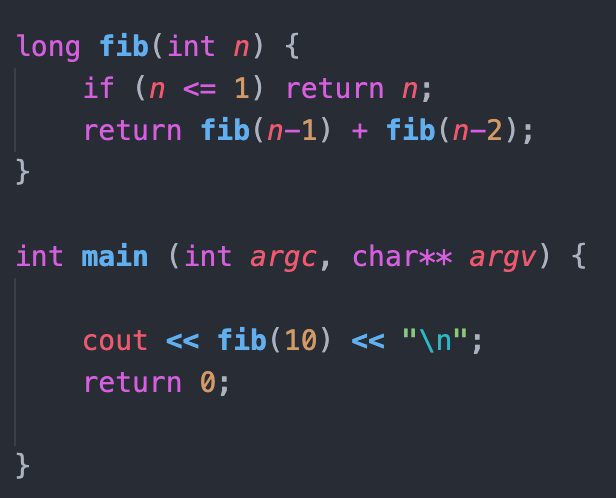 long fib(int n) {
    if (n <= 1) return n;
    return fib(n-1) + fib(n-2);
}

int main (int argc, char** argv) {

    cout << fib(10) << "\n";
    return 0;

}